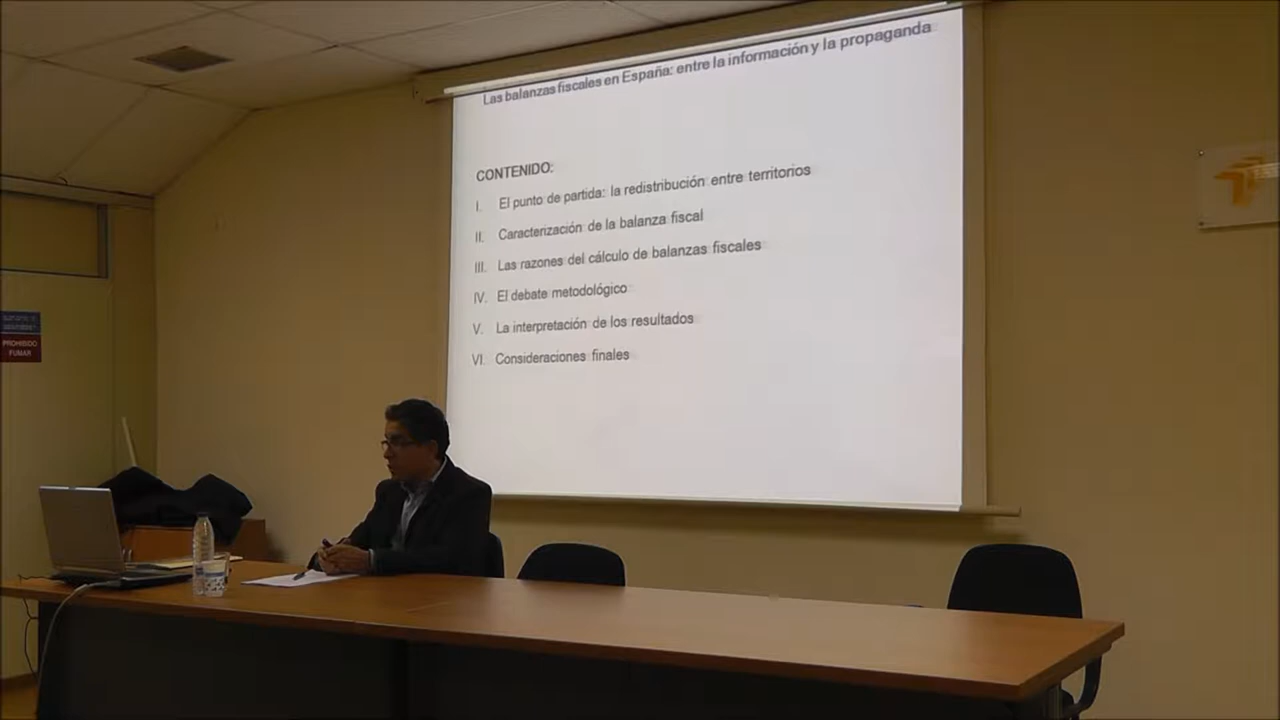 Las balanzas fiscales en España: entre la información y la propaganda
CONTENIDO:
I. El punto de partida: la redistribución entre territorios
II. Caracterización de la balanza fiscal
III. Las razones del cálculo de balanzas fiscales
IV. El debate metodológico
V. La interpretación de los resultados
VI. Consideraciones finales
PROHIBIDO
FUMAR